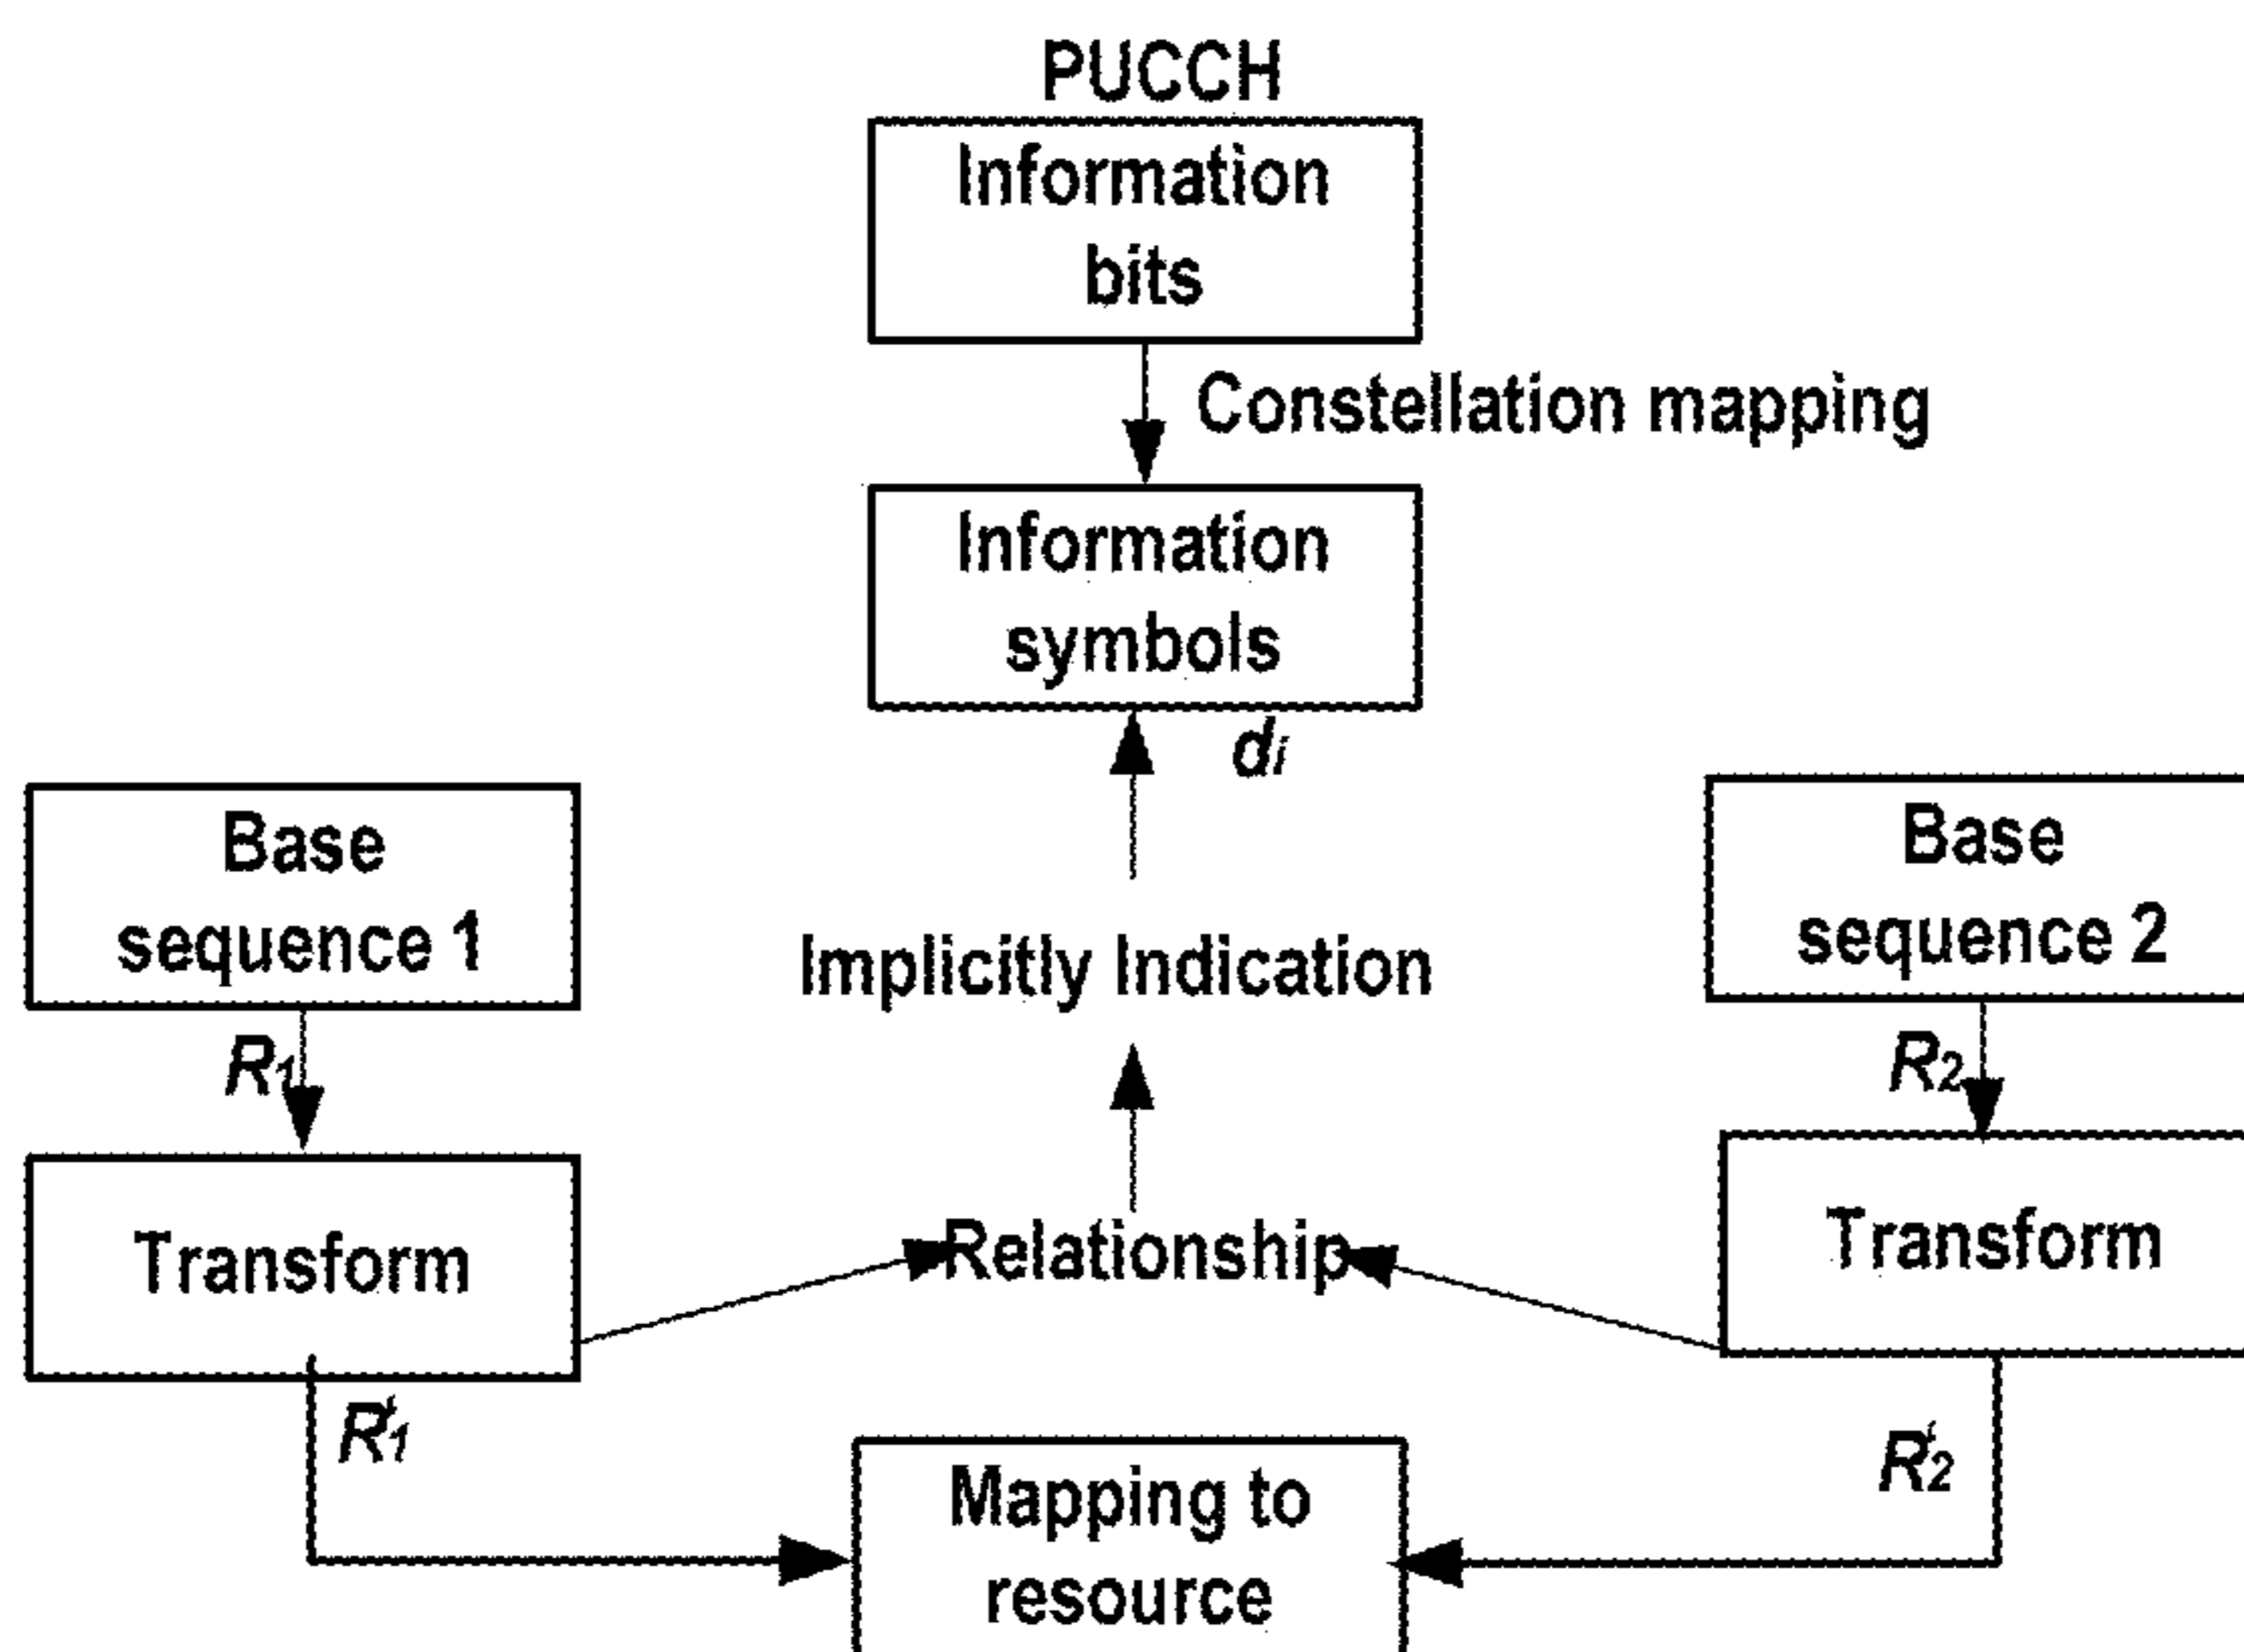 PUCCH
Information
bits
Constellation mapping
Information
symbols
di
Base
sequence 1
Implicitly Indication
Base
sequence 2
R1
R2
Transform
Relationship
Transform
R'1
R'2
Mapping to
resource